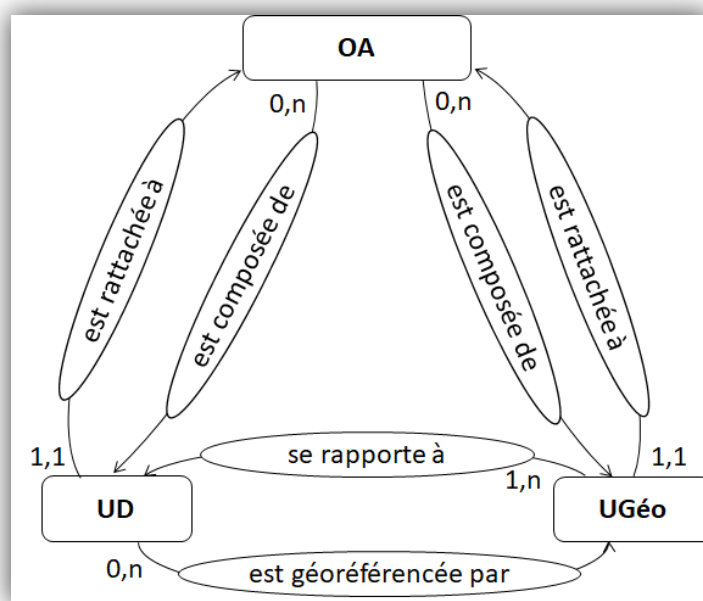 OA
0,n
0,n
est rattachée à
est composée de
est composée de
est rattachée à
1,1
se rapporte à
1,n
1,1
UD
UGéo
0,n
est géoréférencée par